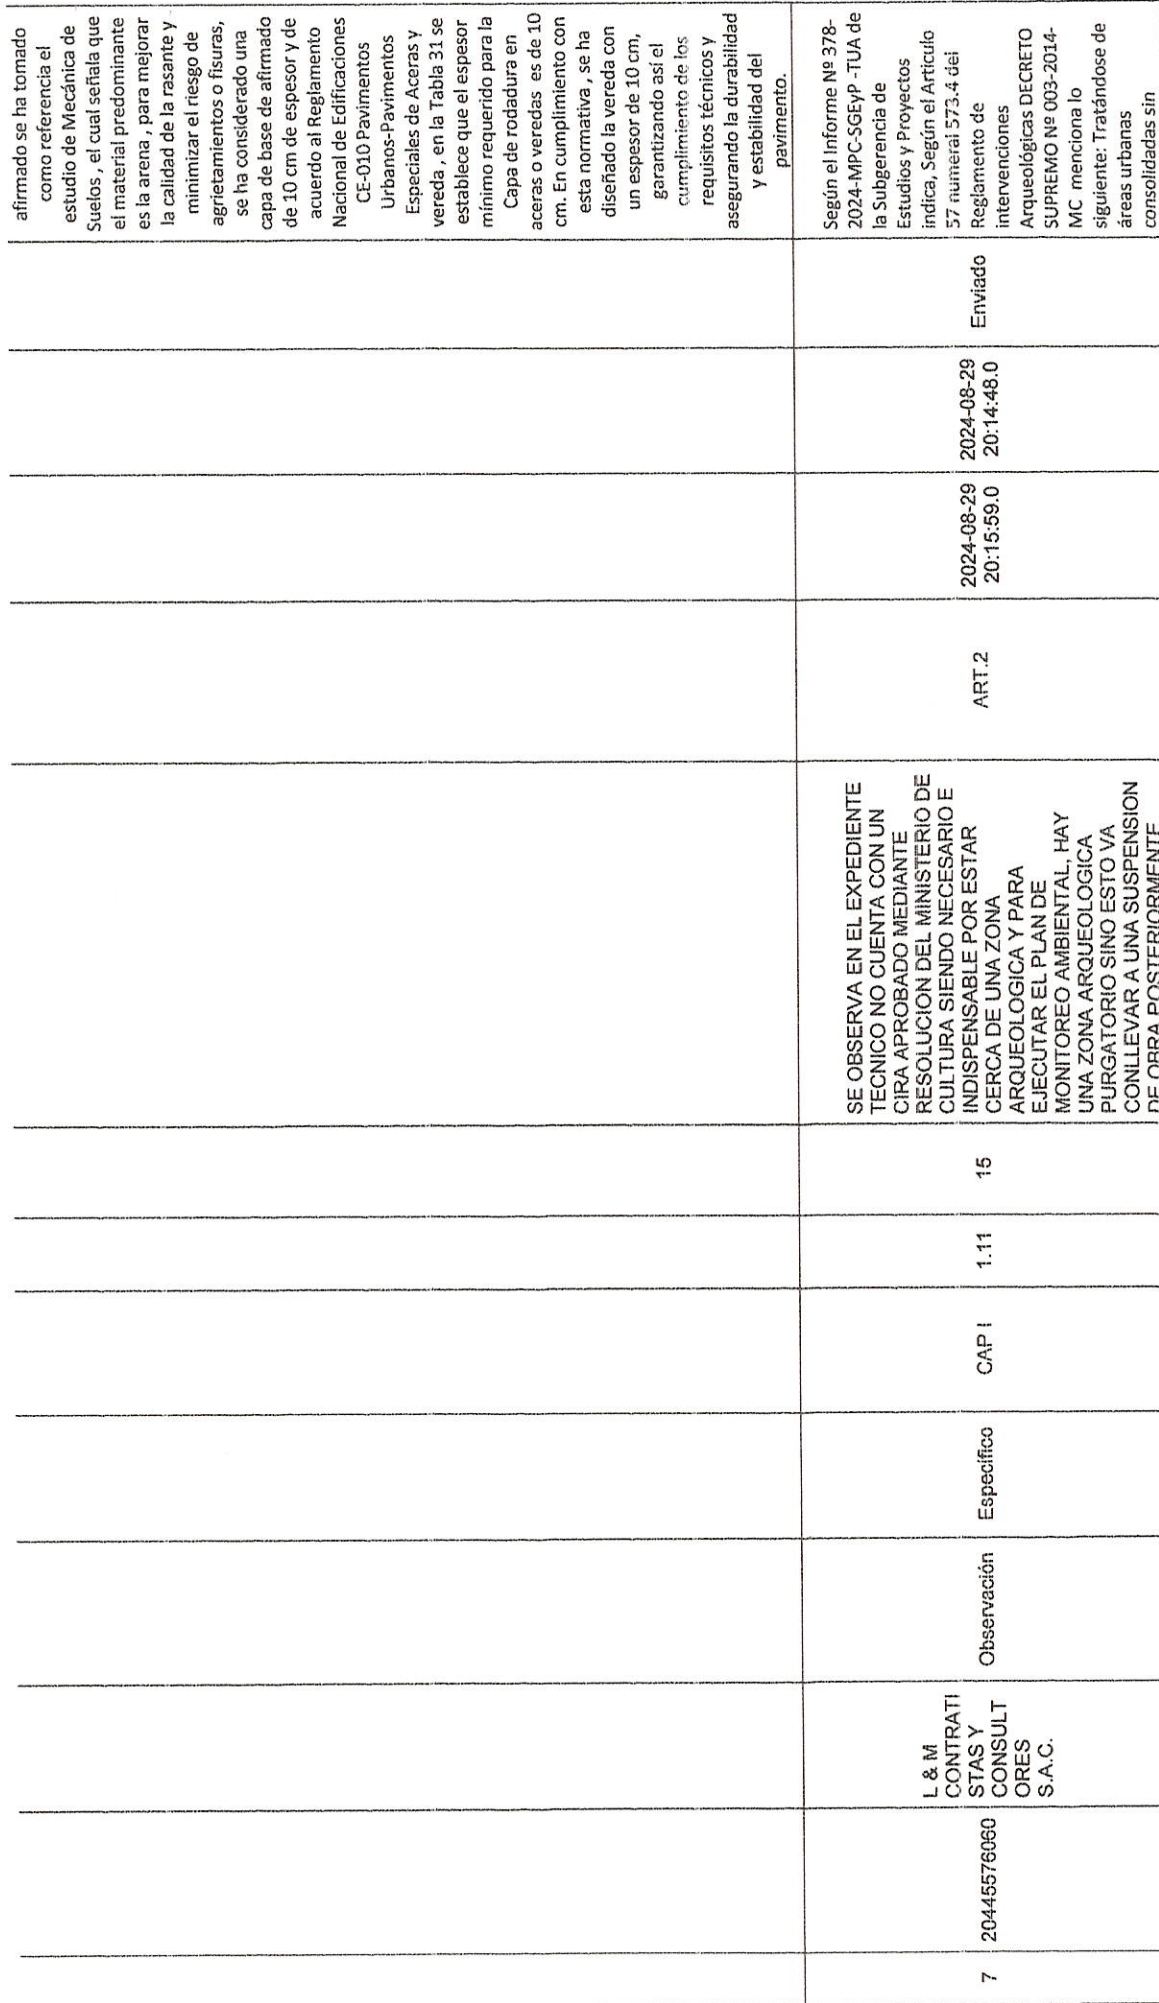 afirmado se ha tomado
como referencia el
estudio de Mecánica de
Suelos , el cual señala que
el material predominante
es la arena , para mejorar
la calidad de la rasante y
minimizar el riesgo de
agrietamientos o fisuras,
se ha considerado una
capa de base de afirmado
de 10 cm de espesor y de
acuerdo al Reglamento
Nacional de Edificaciones
CE-010 Pavimentos
Urbanos-Pavimentos
Especiales de Aceras y
vereda , en la Tabla 31 se
establece que el espesor
mínimo requerido para la
Capa de rodadura en
aceras o veredas es de 10
cm. En cumplimiento con
esta normativa , se ha
diseñado la vereda con
un espesor de 10 cm,
garantizando así el
cumplimiento de los
requisitos técnicos y
asegurando la durabilidad
y estabilidad del
pavimento.
7
20445576060
L & M
CONTRATI
STAS Y
CONSULT
ORES
S.A.C.
Observación
Específico
CAP I
1.11
15
SE OBSERVA EN EL EXPEDIENTE
TECNICO NO CUENTA CON UN
CIRA APROBADO MEDIANTE
RESOLUCION DEL MINISTERIO DE
CULTURA SIENDO NECESARIO E
INDISPENSABLE POR ESTAR
CERCA DE UNA ZONA
ARQUEOLOGICA Y PARA
EJECUTAR EL PLAN DE
MONITOREO AMBIENTAL, HAY
UNA ZONA ARQUEOLOGICA
PURGATORIO SINO ESTO VA
CONLLEVAR A UNA SUSPENSION
DE OBRA POSTERIORMENTE
ART.2
2024-08-29
20:15:59.0
2024-08-29
20:14:48.0
Enviado
Según el Informe Nº 378-
2024-MPC-SGEyP -TUA de
la Subgerencia de
Estudios y Proyectos
indica, Según el Articulo
57 numeral 573.4 del
Reglamento de
intervenciones
Arqueológicas DECRETO
SUPREMO Nº 003-2014-
MC menciona lo
siguiente: Tratándose de
áreas urbanas
consolidadas sin